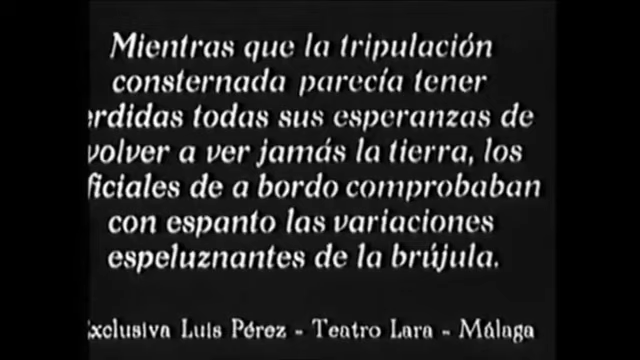 Mientras que la tripulación
consternada parecía tener
erdidas todas sus esperanzas de
volver a ver jamás la tierra, los
ficiales de a bordo comprobaban
con espanto las variaciones
espeluznantes de la brújula.
Exclusiva Luis Pérez - Teatro Lara - Málaga